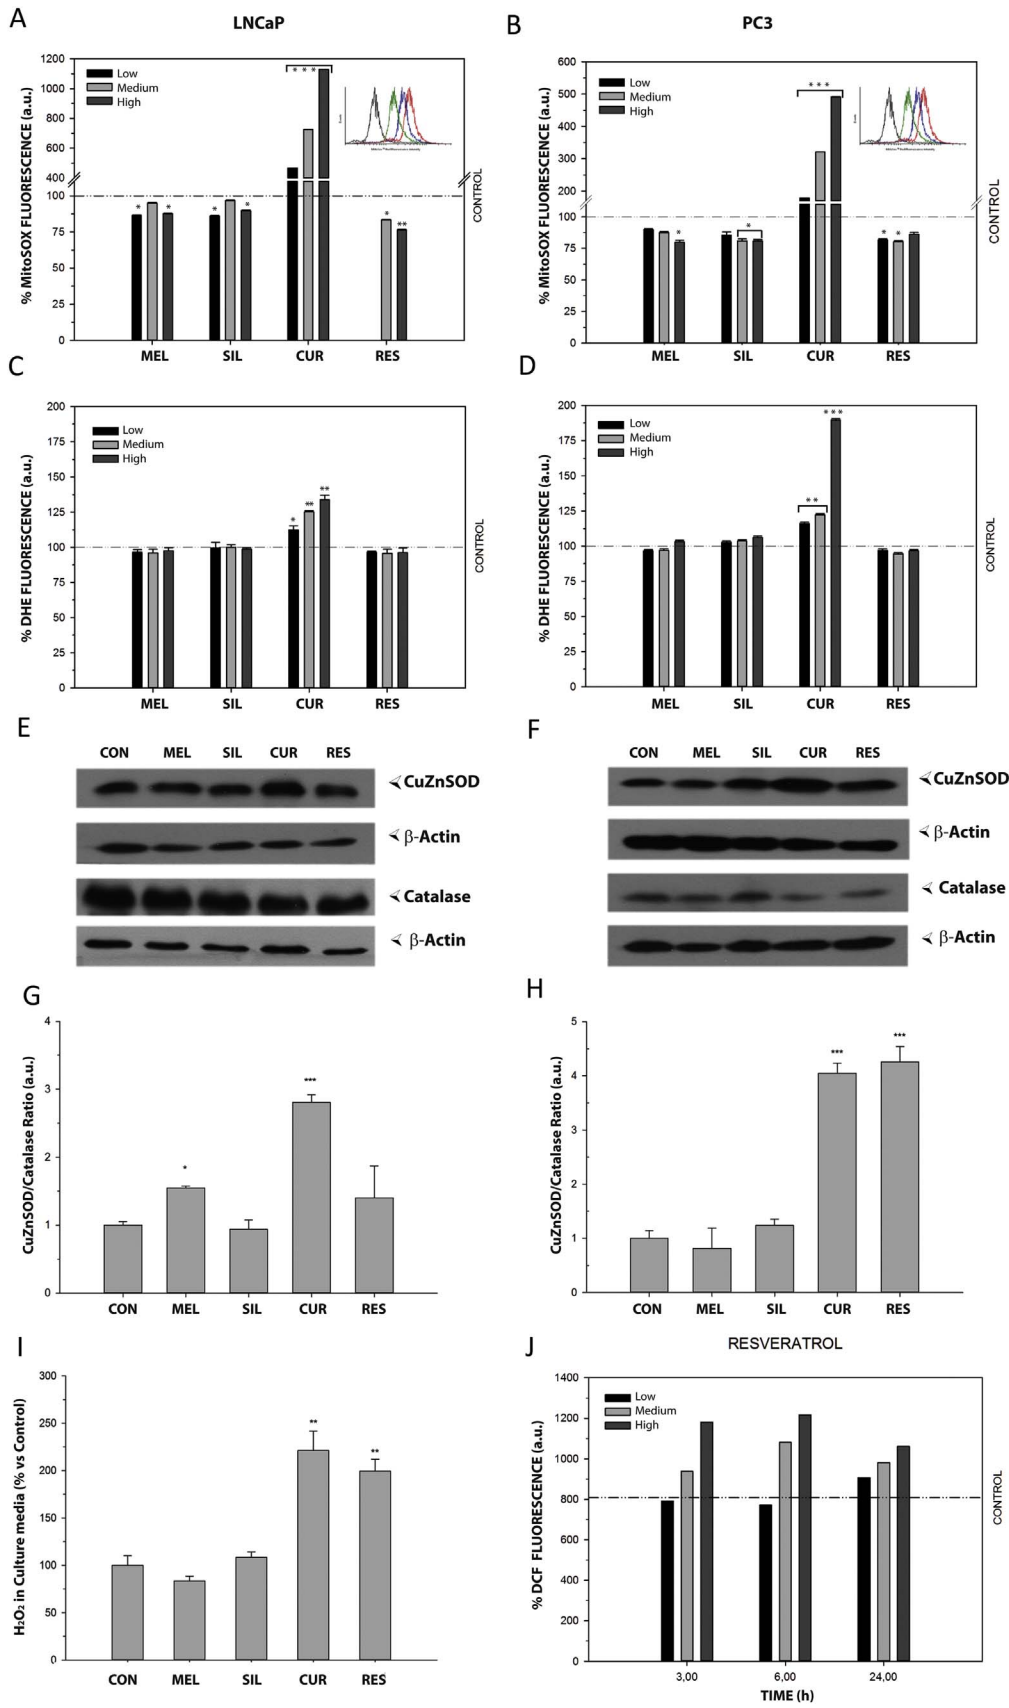 A
LNCaP
% MitoSOX FLUORESCENCE (a.u.)
1200
1000
800
600
400
100
75
50
25
0
Low
Medium
High
* * *
*
*
*
*
*
**
CONTROL
MEL SIL CUR RES
B
PC3
% MitoSOX FLUORESCENCE (a.u.)
600
500
400
300
200
100
75
50
25
0
Low
Medium
High
* * *
*
*
* *
CONTROL
MEL SIL CUR RES
C
% DHE FLUORESCENCE (a.u.)
200
175
150
125
100
75
50
25
0
Low
Medium
High
*
**
**
CONTROL
MEL SIL CUR RES
D
% DHE FLUORESCENCE (a.u.)
200
175
150
125
100
75
50
25
0
Low
Medium
High
* * *
* *
CONTROL
MEL SIL CUR RES
E
CON MEL SIL CUR RES
CuZnSOD
β-Actin
Catalase
β-Actin
F
CON MEL SIL CUR RES
CuZnSOD
β-Actin
Catalase
β-Actin
G
CuZnSOD/Catalase Ratio (a.u.)
4
3
2
1
0
*
***
CON MEL SIL CUR RES
H
CuZnSOD/Catalase Ratio (a.u.)
5
4
3
2
1
0
***
***
CON MEL SIL CUR RES
I
H₂O₂ in Culture media (% vs Control)
300
250
200
150
100
50
0
**
**
CON MEL SIL CUR RES
J
RESVERATROL
% DCF FLUORESCENCE (a.u.)
1400
1200
1000
800
600
400
200
0
Low
Medium
High
CONTROL
3,00 6,00 24,00
TIME (h)